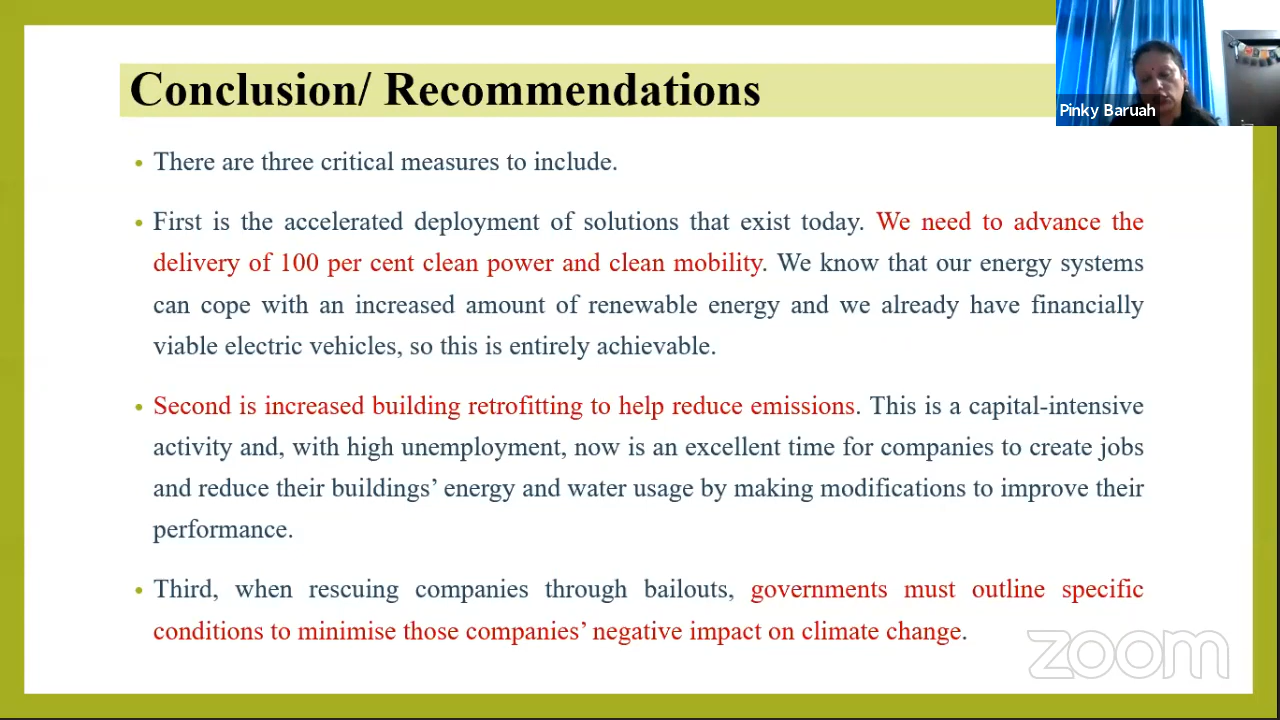 Conclusion/ Recommendations
Pinky Baruah
• There are three critical measures to include.
• First is the accelerated deployment of solutions that exist today. We need to advance the
delivery of 100 per cent clean power and clean mobility. We know that our energy systems
can cope with an increased amount of renewable energy and we already have financially
viable electric vehicles, so this is entirely achievable.
• Second is increased building retrofitting to help reduce emissions. This is a capital-intensive
activity and, with high unemployment, now is an excellent time for companies to create jobs
and reduce their buildings’ energy and water usage by making modifications to improve their
performance.
• Third, when rescuing companies through bailouts, governments must outline specific
conditions to minimise those companies’ negative impact on climate change.
zoom